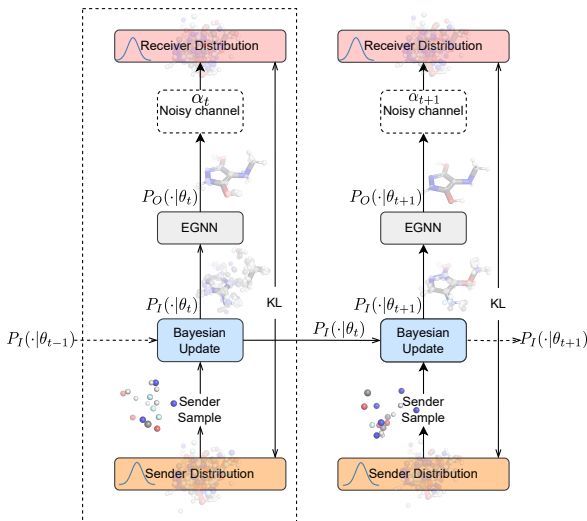 Receiver Distribution
Receiver Distribution
α_t
Noisy channel
α_{t+1}
Noisy channel
P_O(·|θ_t)
P_O(·|θ_{t+1})
EGNN
EGNN
P_I(·|θ_t)
KL
P_I(·|θ_{t+1})
KL
P_I(·|θ_{t−1})
Bayesian
Update
P_I(·|θ_t)
Bayesian
Update
P_I(·|θ_{t+1})
Sender
Sample
Sender
Sample
Sender Distribution
Sender Distribution